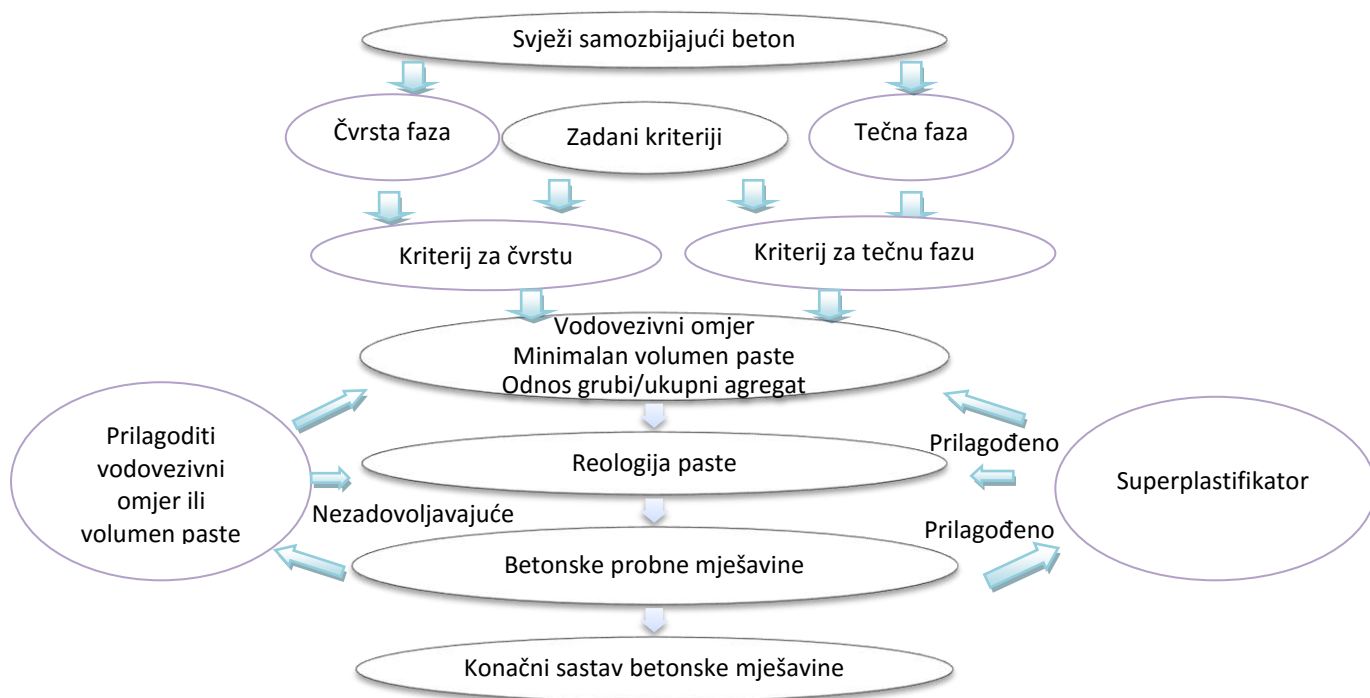 Svježi samozbijajući beton
Čvrsta faza
Zadani kriteriji
Tečna faza
Kriterij za čvrstu
Kriterij za tečnu fazu
Vodovezivni omjer
Minimalan volumen paste
Odnos grubi/ukupni agregat
Prilagoditi
vodovezivni
omjer ili
volumen paste
Prilagođeno
Reologija paste
Superplastifikator
Nezadovoljavajuće
Prilagođeno
Betonske probne mješavine
Konačni sastav betonske mješavine